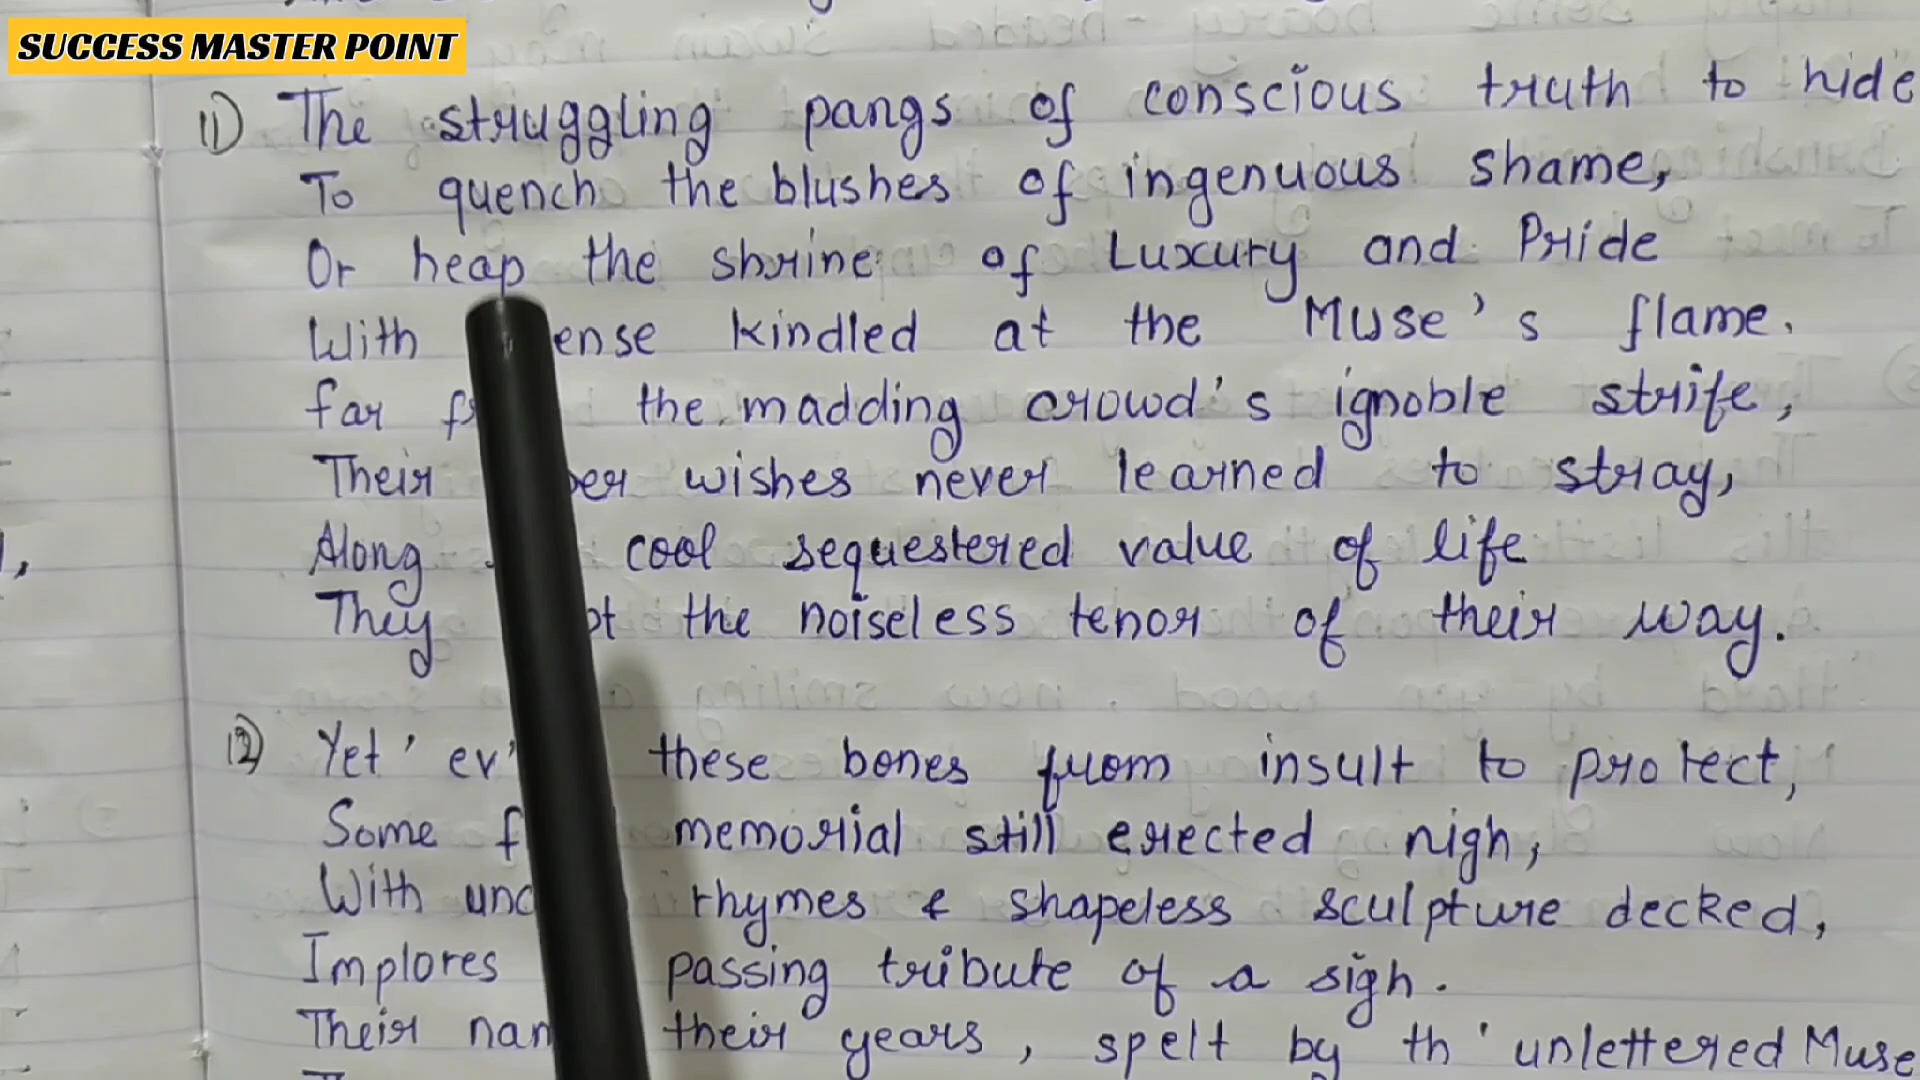 SUCCESS MASTER POINT
11) The struggling pangs of conscious truth to hide
To quench the blushes of ingenuous shame,
Or heap the shrine of Luxury and Pride
With ense kindled at the Muse's flame.
far the madding crowd's ignoble strife,
Their wishes never learned to stray,
Along cool sequestered value of life
They the noiseless tenor of their way.
12) Yet' ev' these bones from insult to protect,
Some memorial still erected nigh,
With rhymes & shapeless sculpture decked,
Implores passing tribute of a sigh.
Their their years, spelt by th' unlettered Muse